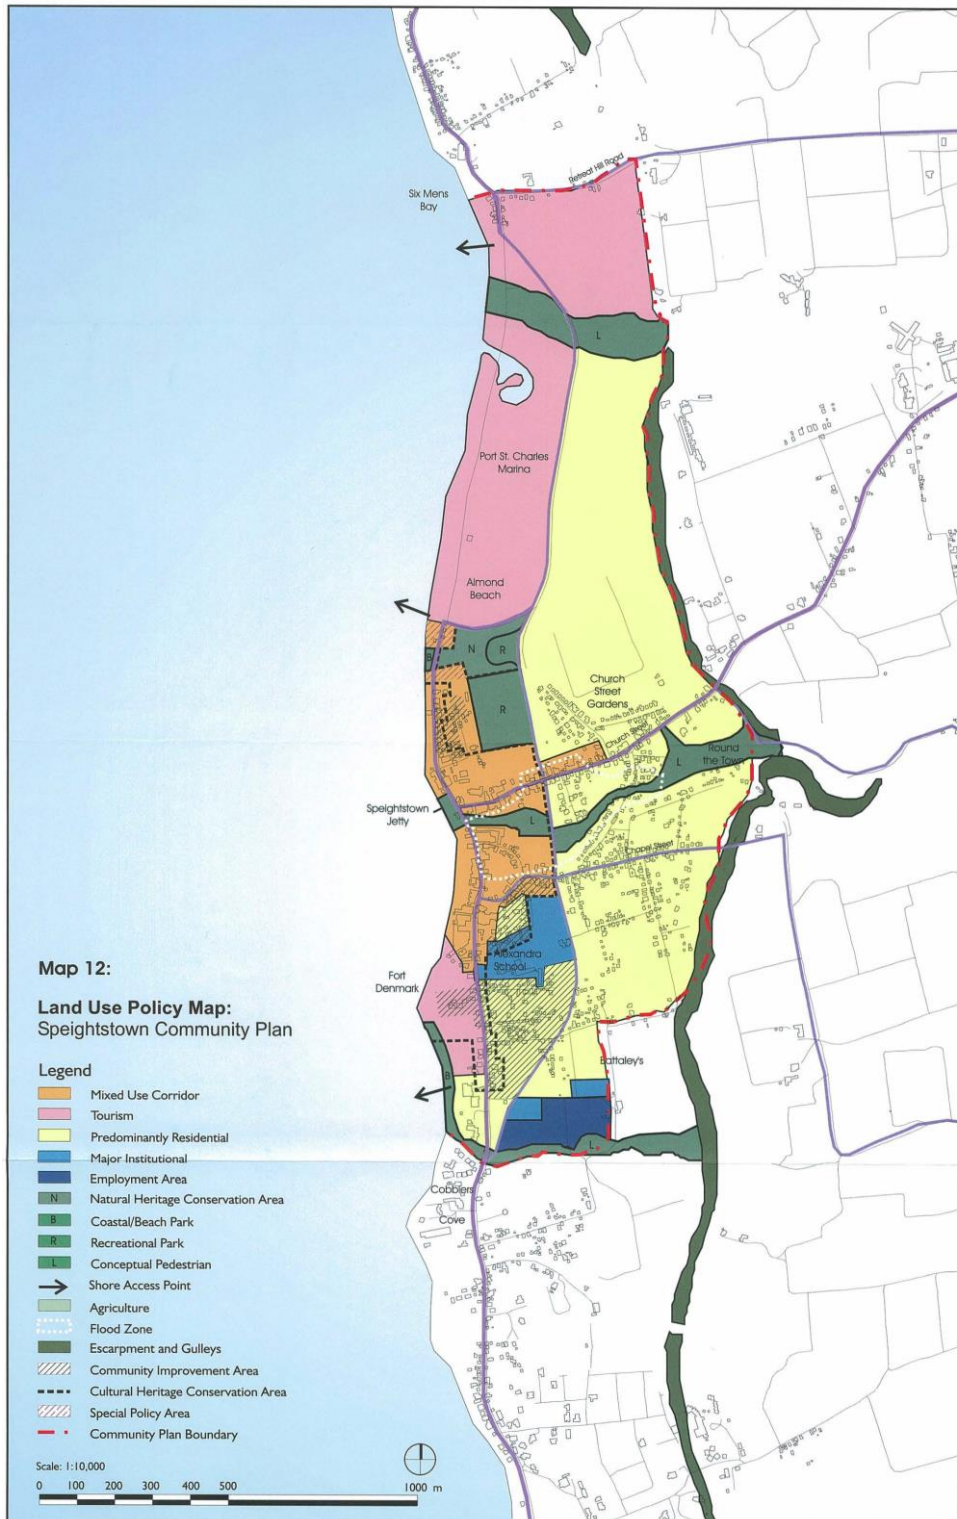 Retreat Hill Road
Six Mens
Bay
L
Port St. Charles
Marina
Almond
Beach
N
R
B
R
Church
Street
Gardens
Church Street
L
Round
the Town
Speightstown
Jetty
L
Chapel Street
Alexandra
School
Fort
Denmark
Battaley's
B
L
Cobblers
Cove
Map 12:
Land Use Policy Map:
Speightstown Community Plan
Legend
Mixed Use Corridor
Tourism
Predominantly Residential
Major Institutional
Employment Area
N Natural Heritage Conservation Area
B Coastal/Beach Park
R Recreational Park
L Conceptual Pedestrian
Shore Access Point
Agriculture
Flood Zone
Escarpment and Gulleys
Community Improvement Area
Cultural Heritage Conservation Area
Special Policy Area
Community Plan Boundary
Scale: 1:10,000
0 100 200 300 400 500 1000 m